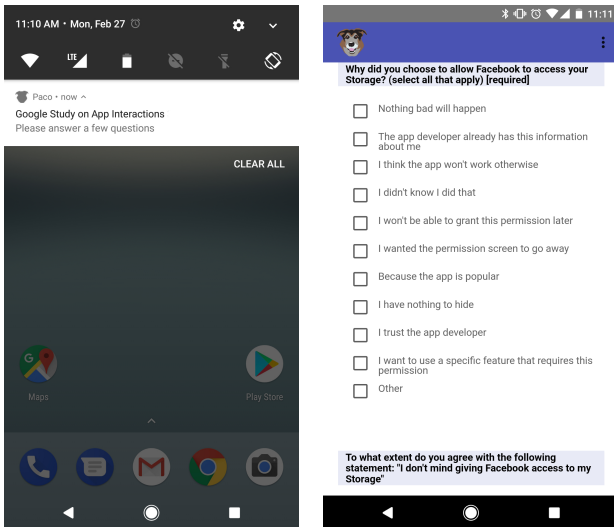 11:10 AM • Mon, Feb 27
LTE
Paco • now
Google Study on App Interactions
Please answer a few questions
CLEAR ALL
Maps
Play Store
11:11
Why did you choose to allow Facebook to access your
Storage? (select all that apply) [required]
Nothing bad will happen
The app developer already has this information
about me
I think the app won't work otherwise
I didn't know I did that
I won't be able to grant this permission later
I wanted the permission screen to go away
Because the app is popular
I have nothing to hide
I trust the app developer
I want to use a specific feature that requires this
permission
Other
To what extent do you agree with the following
statement: "I don't mind giving Facebook access to my
Storage"